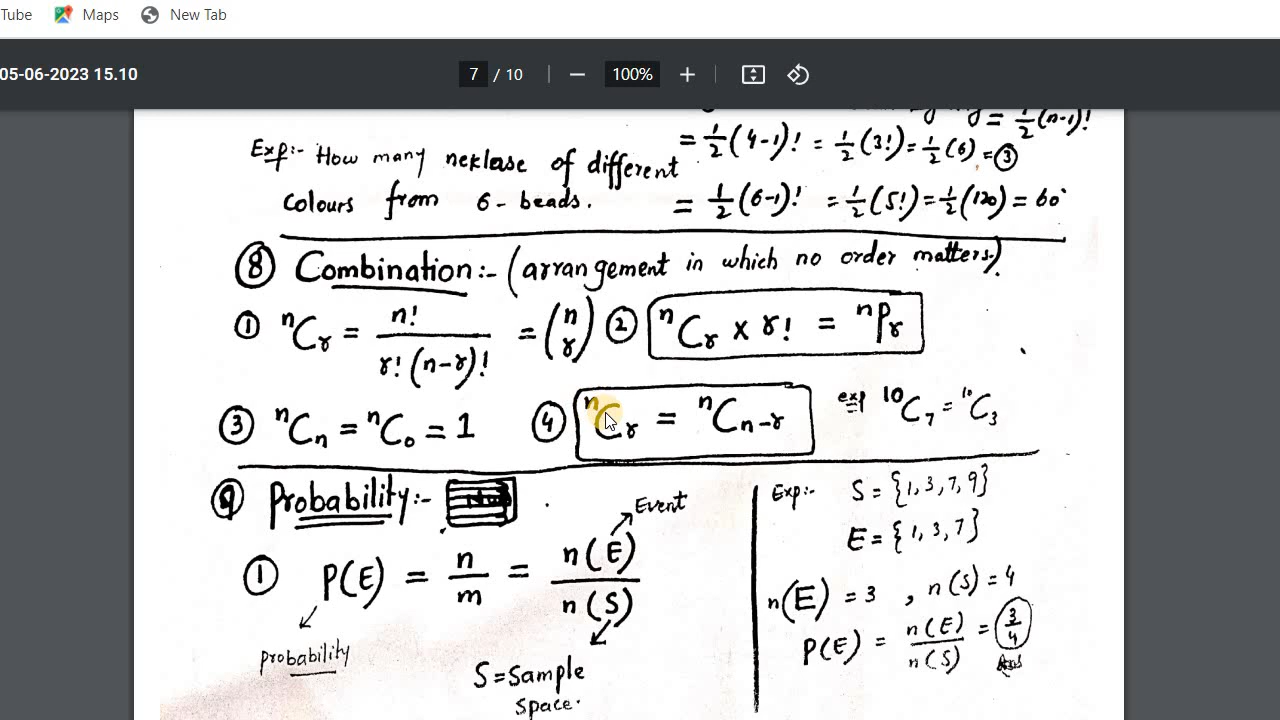 Tube Maps New Tab
05-06-2023 15.10 7 / 10 − 100% +
= 1/2 (n-1)!
= 1/2 (4-1)! = 1/2 (3!) = 1/2 (6) = 3
Exp:- How many neklase of different
colours from 6-beads. = 1/2 (6-1)! = 1/2 (5!) = 1/2 (120) = 60
⑧ Combination:- (arrangement in which no order matters.)
① ⁿCᵣ = n! / r! (n-r)! = (n r) ② ⁿCᵣ × r! = ⁿPᵣ
③ ⁿCₙ = ⁿC₀ = 1 ④ ⁿCᵣ = ⁿCₙ₋ᵣ exp ¹⁰C₇ = ¹⁰C₃
⑨ Probability:-
Event
① P(E) = n/m = n(E) / n(S)
probability
S = Sample
Space.
Exp:- S = {1, 3, 7, 9}
E = {1, 3, 7}
n(E) = 3 , n(S) = 4
P(E) = n(E) / n(S) = 3/4